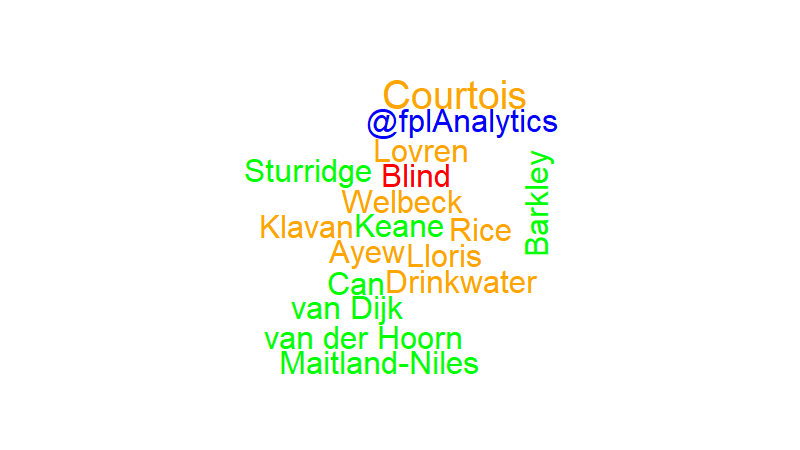 Courtois
@fplAnalytics
Lovren
Sturridge Blind
Barkley
Welbeck
Klavan Keane Rice
Ayew Lloris
Can Drinkwater
van Dijk
van der Hoorn
Maitland-Niles